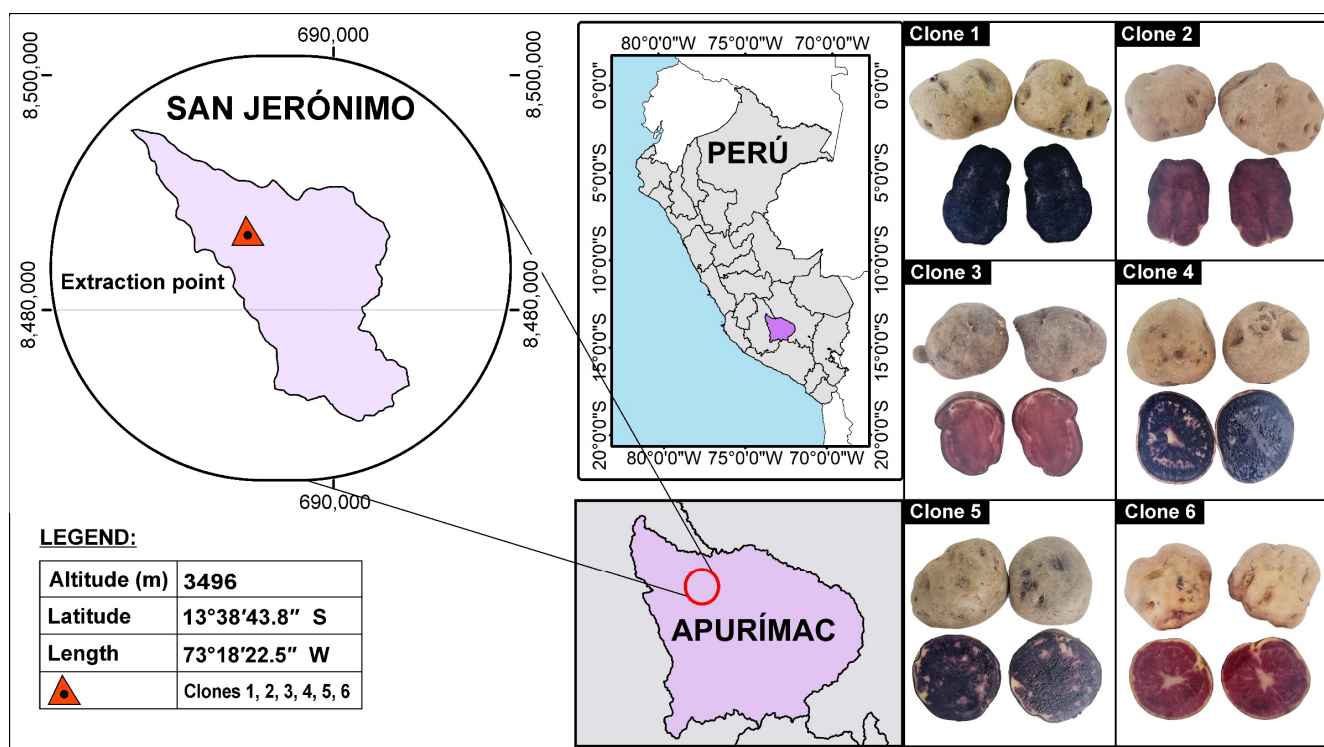 690,000
8,500,000
8,500,000
SAN JERÓNIMO
Extraction point
8,480,000
8,480,000
690,000
LEGEND:
Altitude (m) 3496
Latitude 13°38′43.8″ S
Length 73°18′22.5″ W
Clones 1, 2, 3, 4, 5, 6
80°0'0"W 75°0'0"W 70°0'0"W
0°0'0"
0°0'0"
PERÚ
5°0'0"S
5°0'0"S
10°0'0"S
10°0'0"S
15°0'0"S
15°0'0"S
20°0'0"S
20°0'0"S
80°0'0"W 75°0'0"W 70°0'0"W
APURÍMAC
Clone 1
Clone 2
Clone 3
Clone 4
Clone 5
Clone 6